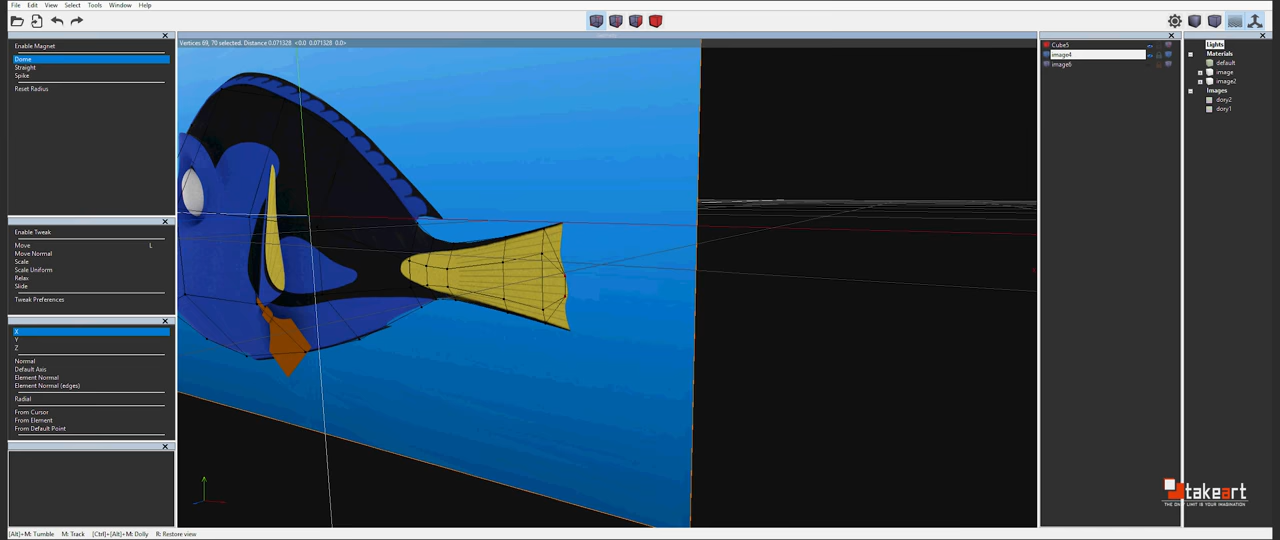 File Edit View Select Tools Window Help
Enable Magnet
Dome
Straight
Spike
Reset Radius
Enable Tweak
Move L
Move Normal
Scale
Scale Uniform
Relax
Slide
Tweak Preferences
X
Y
Z
Normal
Default Axis
Element Normal
Element Normal (edges)
Radial
From Cursor
From Element
From Default Point
Vertices 69, 70 selected. Distance 0.071328 <0.0 0.071328 0.0>
Cube5
image4
image6
Lights
Materials
default
image
image2
Images
dory2
dory1
takeart
THE ONLY LIMIT IS YOUR IMAGINATION
[Alt]+M: Tumble M: Track [Ctrl]+[Alt]+M: Dolly R: Restore view